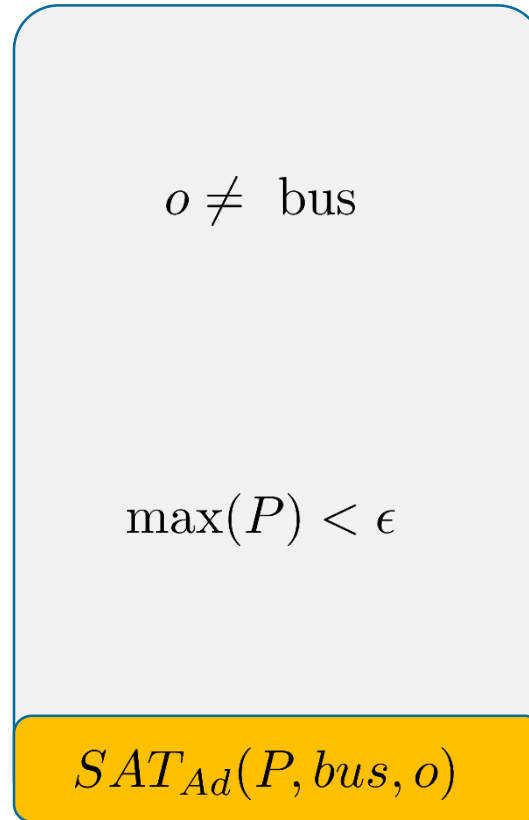 o ≠ bus
max(P) < ϵ
SAT_{Ad}(P, bus, o)